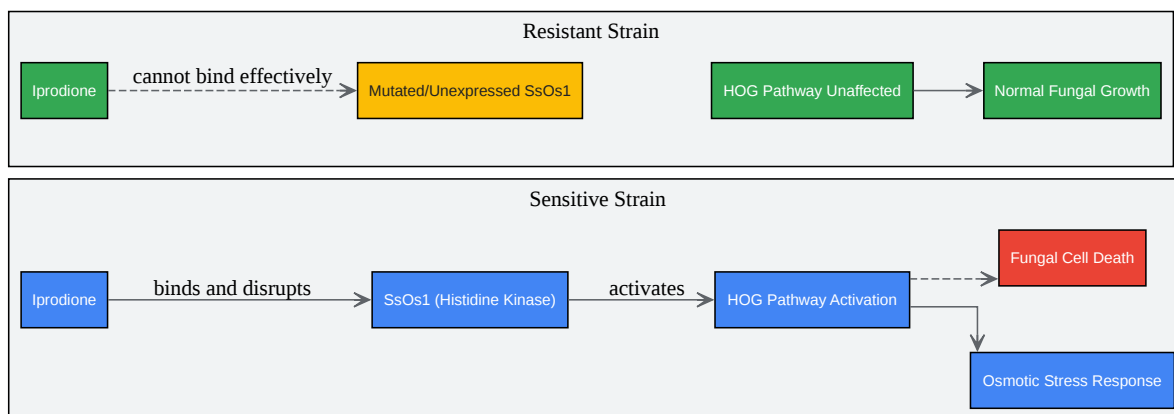 Resistant Strain
Iprodione
cannot bind effectively
Mutated/Unexpressed SsOs1
HOG Pathway Unaffected
Normal Fungal Growth
Sensitive Strain
Fungal Cell Death
Iprodione
binds and disrupts
SsOs1 (Histidine Kinase)
activates
HOG Pathway Activation
Osmotic Stress Response